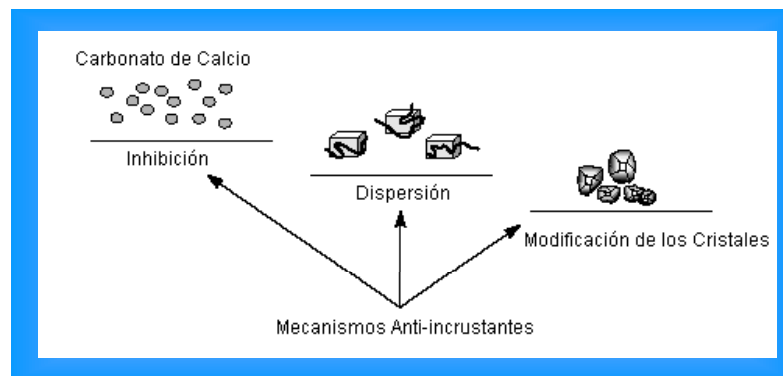 Carbonato de Calcio
Inhibición
Dispersión
Modificación de los Cristales
Mecanismos Anti-incrustantes